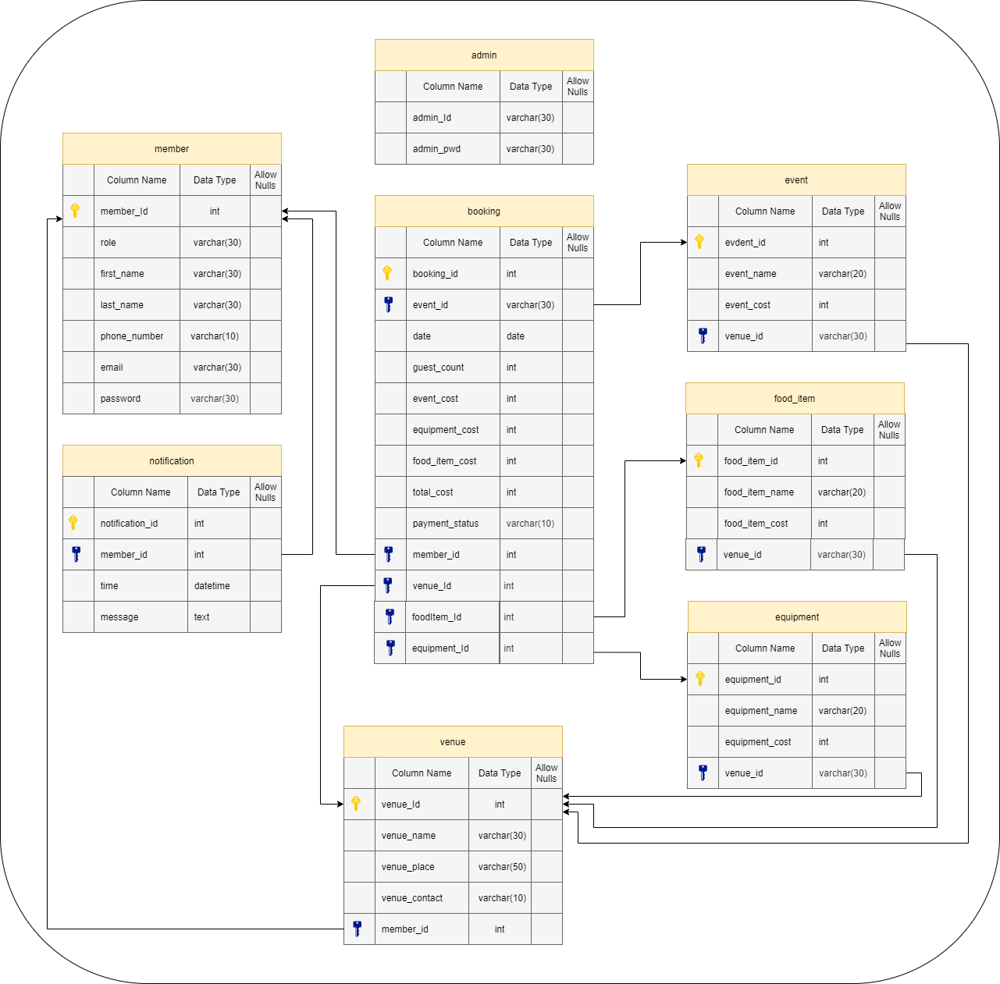 admin
Column Name Data Type Allow Nulls
admin_Id varchar(30)
admin_pwd varchar(30)
member
Column Name Data Type Allow Nulls
member_Id int
role varchar(30)
first_name varchar(30)
last_name varchar(30)
phone_number varchar(10)
email varchar(30)
password varchar(30)
notification
Column Name Data Type Allow Nulls
notification_id int
member_id int
time datetime
message text
booking
Column Name Data Type Allow Nulls
booking_id int
event_id varchar(30)
date date
guest_count int
event_cost int
equipment_cost int
food_item_cost int
total_cost int
payment_status varchar(10)
member_id int
venue_Id int
foodItem_Id int
equipment_Id int
event
Column Name Data Type Allow Nulls
evdent_id int
event_name varchar(20)
event_cost int
venue_id varchar(30)
food_item
Column Name Data Type Allow Nulls
food_item_id int
food_item_name varchar(20)
food_item_cost int
venue_id varchar(30)
equipment
Column Name Data Type Allow Nulls
equipment_id int
equipment_name varchar(20)
equipment_cost int
venue_id varchar(30)
venue
Column Name Data Type Allow Nulls
venue_Id int
venue_name varchar(30)
venue_place varchar(50)
venue_contact varchar(10)
member_id int